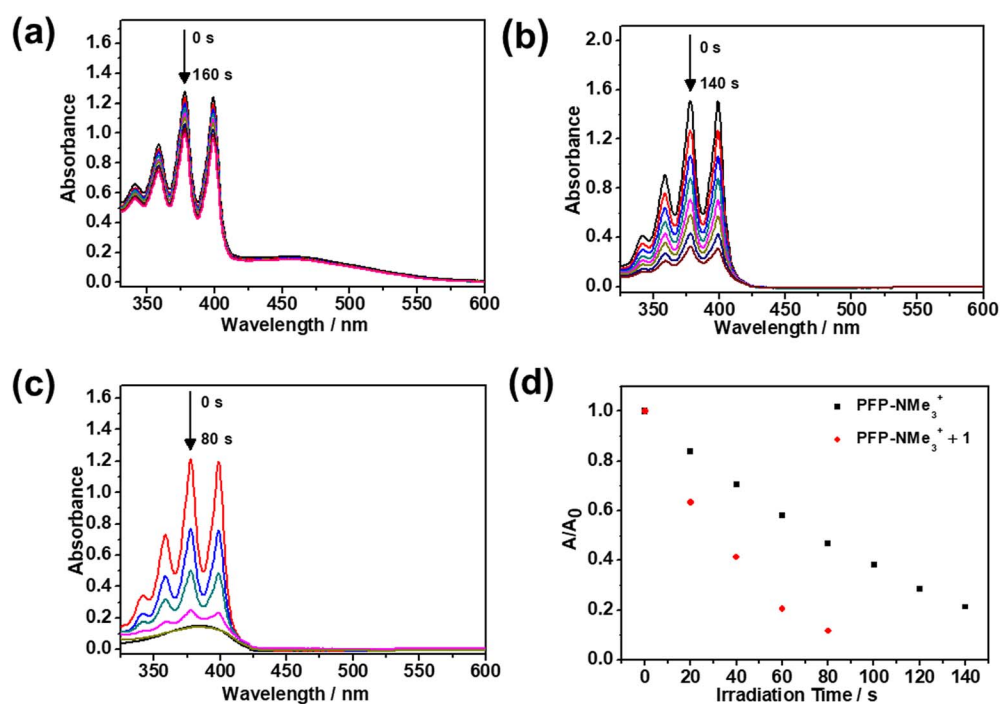 (a)
1.6
1.4
1.2
1.0
0.8
0.6
0.4
0.2
0.0
Absorbance
0 s
160 s
350 400 450 500 550 600
Wavelength / nm
(b)
2.0
1.6
1.2
0.8
0.4
0.0
Absorbance
0 s
140 s
350 400 450 500 550 600
Wavelength / nm
(c)
1.6
1.4
1.2
1.0
0.8
0.6
0.4
0.2
0.0
Absorbance
0 s
80 s
350 400 450 500 550 600
Wavelength / nm
(d)
1.0
0.8
0.6
0.4
0.2
0.0
A/A₀
PFP-NMe₃⁺
PFP-NMe₃⁺ + 1
0 20 40 60 80 100 120 140
Irradiation Time / s